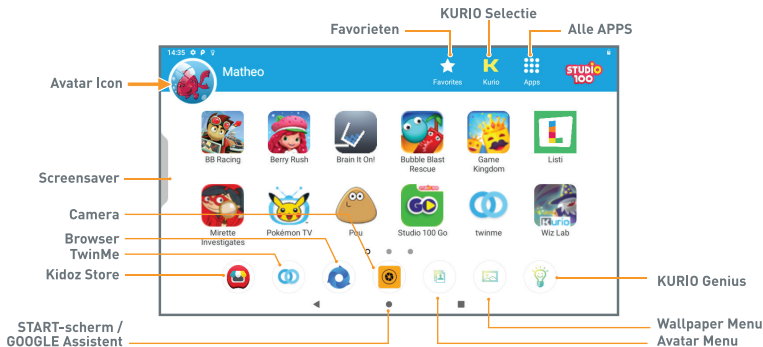 KURIO Selectie
Favorieten
Alle APPS
14:35
Avatar Icon
Matheo
Favorites
K
Kurio
Apps
STUDIO
100
BB Racing
Berry Rush
Brain It On!
Bubble Blast
Rescue
Game
Kingdom
L
Listi
Screensaver
Camera
GO
Kurio
Mirette
Investigates
Pokémon TV
Pou
Studio 100 Go
twinme
Wiz Lab
Browser
TwinMe
Kidoz Store
KURIO Genius
START-scherm /
GOOGLE Assistent
Wallpaper Menu
Avatar Menu